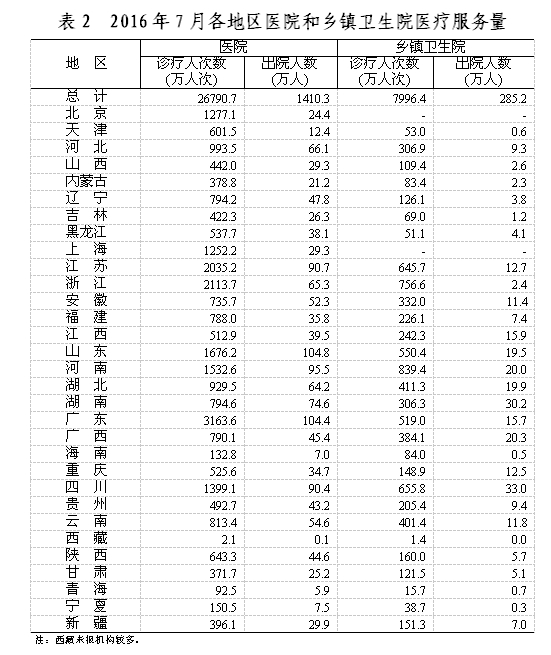 表 2 2016 年 7 月各地区医院和乡镇卫生院医疗服务量
地 区 医院 乡镇卫生院
诊疗人次数 出院人数 诊疗人次数 出院人数
(万人次) (万人) (万人次) (万人)
总 计 26790.7 1410.3 7996.4 285.2
北 京 1277.1 24.4 - -
天 津 601.5 12.4 53.0 0.6
河 北 993.5 66.1 306.9 9.3
山 西 442.0 29.3 109.4 2.6
内蒙古 378.8 21.2 83.4 2.3
辽 宁 794.2 47.8 126.1 3.8
吉 林 422.3 26.3 69.0 1.2
黑龙江 537.7 38.1 51.1 4.1
上 海 1252.2 29.3 - -
江 苏 2035.2 90.7 645.7 12.7
浙 江 2113.7 65.3 756.6 2.4
安 徽 735.7 52.3 332.0 11.4
福 建 788.0 35.8 226.1 7.4
江 西 512.9 39.5 242.3 15.9
山 东 1676.2 104.8 550.4 19.5
河 南 1532.6 95.5 839.4 20.0
湖 北 929.5 64.2 411.3 19.9
湖 南 794.6 74.6 306.3 30.2
广 东 3163.6 104.4 519.0 15.7
广 西 790.1 45.4 384.1 20.3
海 南 132.8 7.0 84.0 0.5
重 庆 525.6 34.7 148.9 12.5
四 川 1399.1 90.4 655.8 33.0
贵 州 492.7 43.2 205.4 9.4
云 南 813.4 54.6 401.4 11.8
西 藏 2.1 0.1 1.4 0.0
陕 西 643.3 44.6 160.0 5.7
甘 肃 371.7 25.2 121.5 5.1
青 海 92.5 5.9 15.7 0.7
宁 夏 150.5 7.5 38.7 0.3
新 疆 396.1 29.9 151.3 7.0
注：西藏未报机构较多。